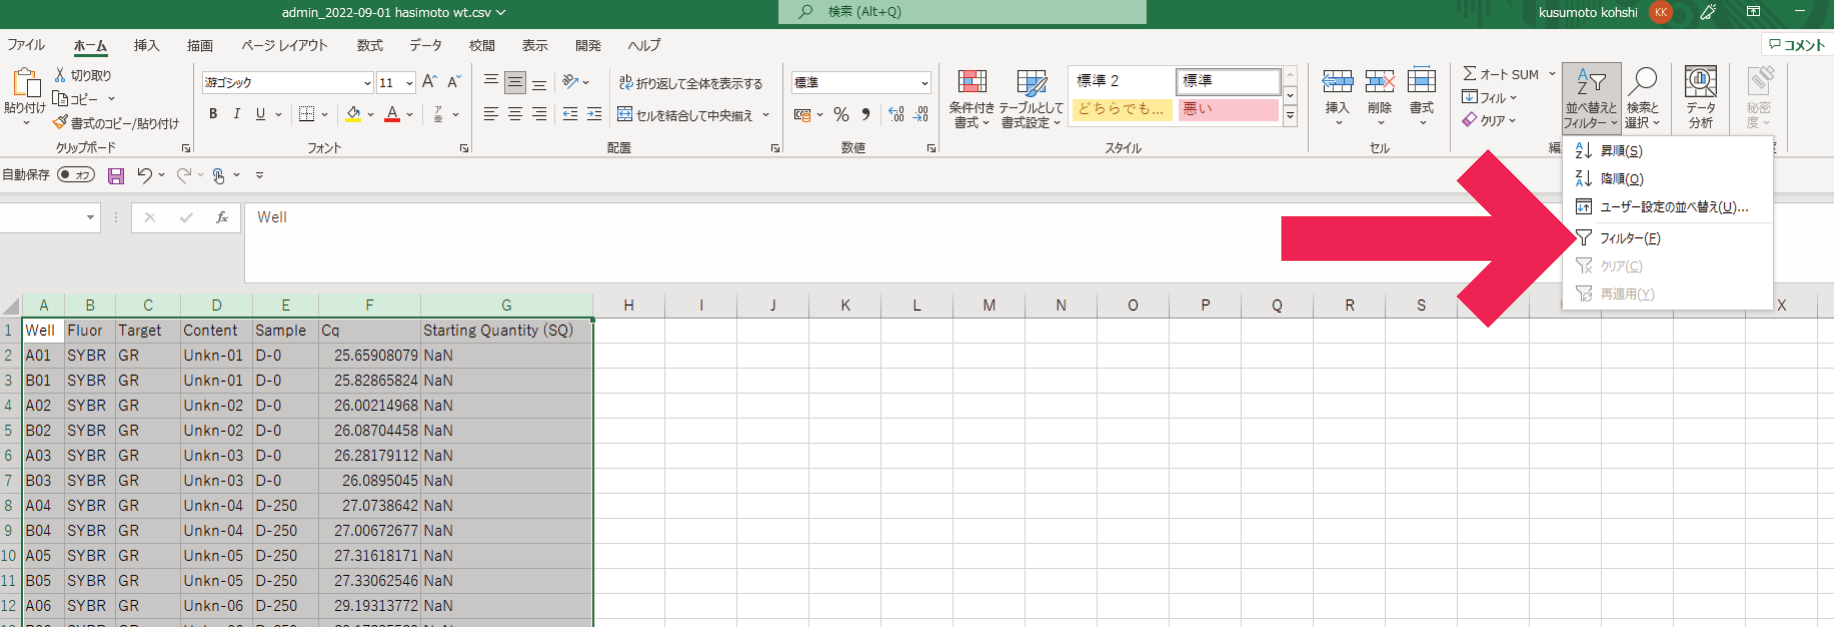 admin_2022-09-01 hasimoto wt.csv
検索 (Alt+Q)
kusumoto kohshi KK
ファイル ホーム 挿入 描画 ページ レイアウト 数式 データ 校閲 表示 開発 ヘルプ
コメント
貼り付け
切り取り
コピー
書式のコピー/貼り付け
クリップボード
游ゴシック 11 A A
B I U A
フォント
折り返して全体を表示する
セルを結合して中央揃え
配置
標準
% 9
数値
条件付き書式
テーブルとして書式設定
標準 2 標準
どちらでも... 悪い
スタイル
挿入 削除 書式
セル
Σ オート SUM
フィル
クリア
並べ替えと
フィルター
検索と
選択
データ
分析
秘密
度
編
自動保存 オフ
昇順(S)
降順(O)
ユーザー設定の並べ替え(U)...
フィルター(F)
クリア(C)
再適用(Y)
fx Well
A B C D E F G H I J K L M N O P Q R S X
1 Well Fluor Target Content Sample Cq Starting Quantity (SQ)
2 A01 SYBR GR Unkn-01 D-0 25.65908079 NaN
3 B01 SYBR GR Unkn-01 D-0 25.82865824 NaN
4 A02 SYBR GR Unkn-02 D-0 26.00214968 NaN
5 B02 SYBR GR Unkn-02 D-0 26.08704458 NaN
6 A03 SYBR GR Unkn-03 D-0 26.28179112 NaN
7 B03 SYBR GR Unkn-03 D-0 26.0895045 NaN
8 A04 SYBR GR Unkn-04 D-250 27.0738642 NaN
9 B04 SYBR GR Unkn-04 D-250 27.00672677 NaN
10 A05 SYBR GR Unkn-05 D-250 27.31618171 NaN
11 B05 SYBR GR Unkn-05 D-250 27.33062546 NaN
12 A06 SYBR GR Unkn-06 D-250 29.19313772 NaN